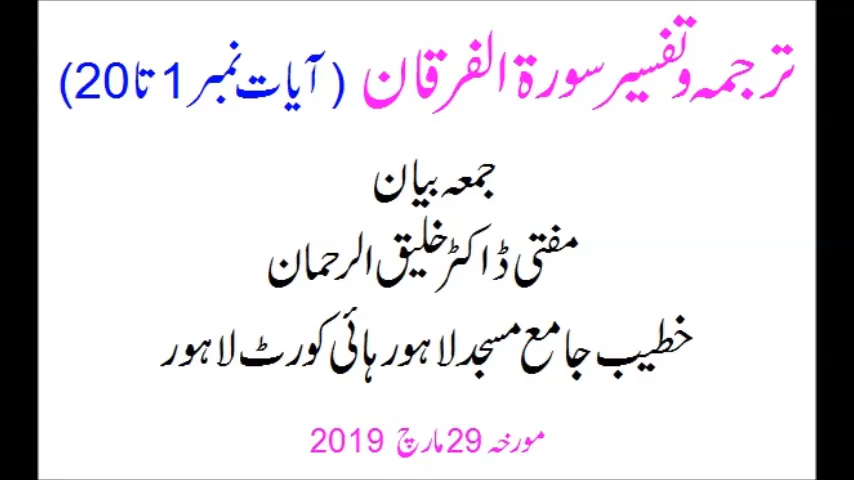 ترجمہ و تفسیر سورۃ الفرقان (آیات نمبر 1 تا 20)
جمعہ بیان
مفتی ڈاکٹر خلیق الرحمان
خطیب جامع مسجد لاہور ہائی کورٹ لاہور
مورخہ 29 مارچ 2019